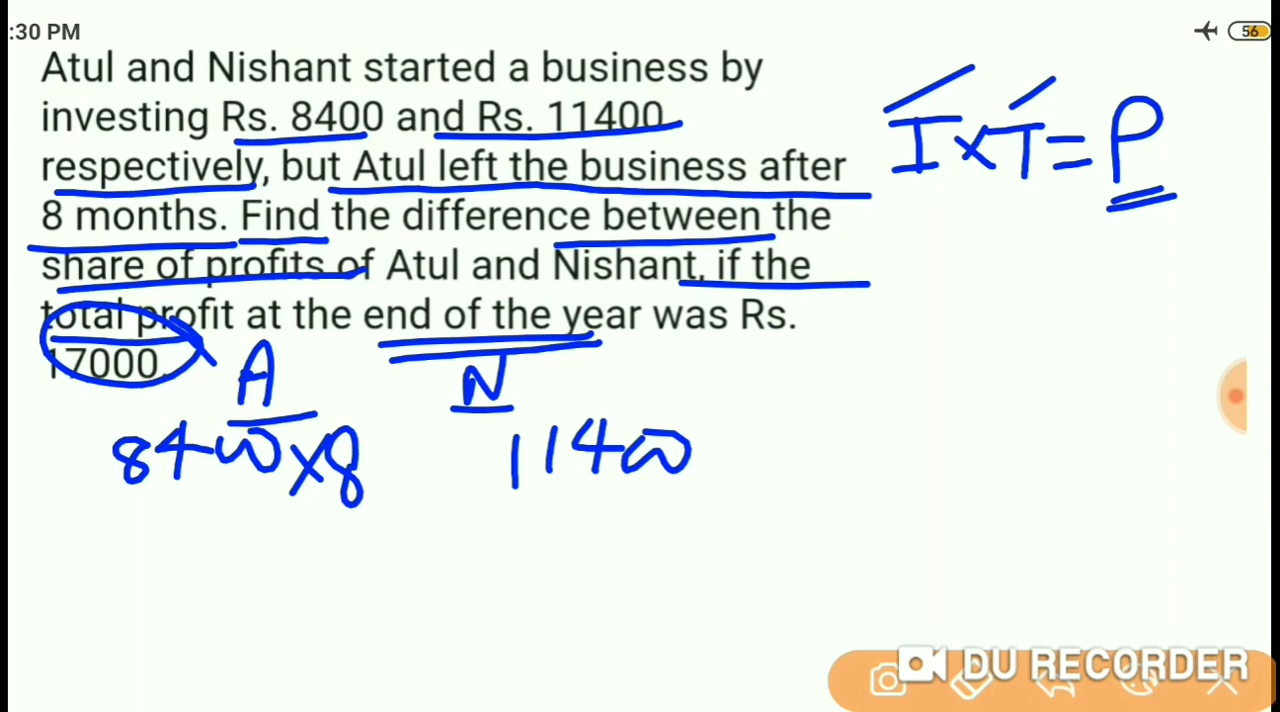 :30 PM
56
Atul and Nishant started a business by
investing Rs. 8400 and Rs. 11400
respectively, but Atul left the business after
8 months. Find the difference between the
share of profits of Atul and Nishant, if the
total profit at the end of the year was Rs.
17000.
I×T=P
A N
8400×8 11400
DU RECORDER